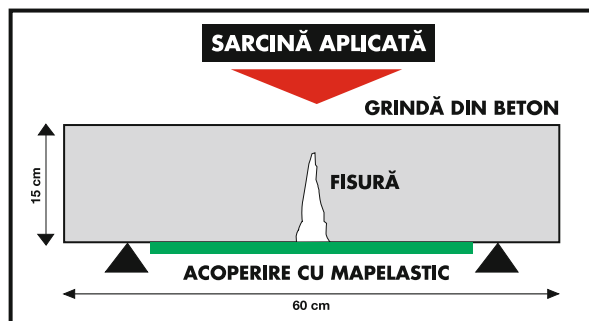 SARCINĂ APLICATĂ
GRINDĂ DIN BETON
15 cm
FISURĂ
ACOPERIRE CU MAPELASTIC
60 cm